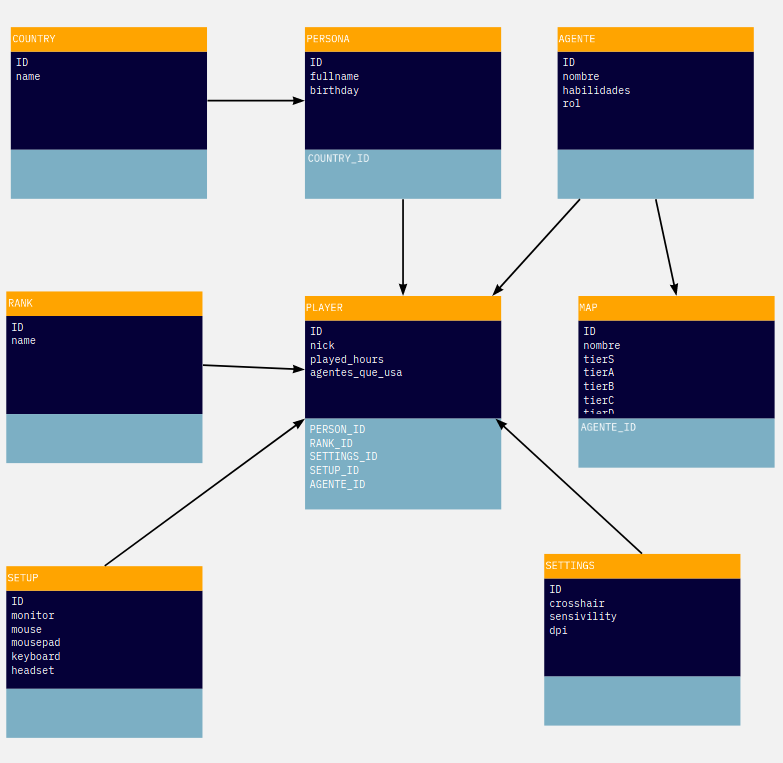 COUNTRY
ID
name
PERSONA
ID
fullname
birthday
COUNTRY_ID
AGENTE
ID
nombre
habilidades
rol
RANK
ID
name
PLAYER
ID
nick
played_hours
agentes_que_usa
PERSON_ID
RANK_ID
SETTINGS_ID
SETUP_ID
AGENTE_ID
MAP
ID
nombre
tierS
tierA
tierB
tierC
tierD
AGENTE_ID
SETUP
ID
monitor
mouse
mousepad
keyboard
headset
SETTINGS
ID
crosshair
sensivility
dpi